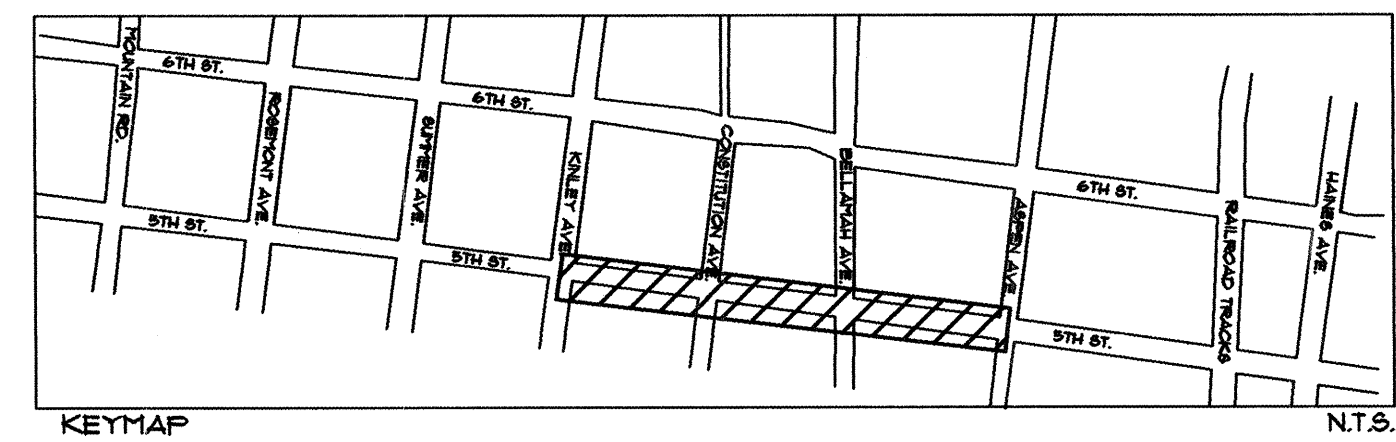 MOUNTAIN RD.
6TH ST.
ROSEMONT AVE.
SUMMER AVE.
6TH ST.
KINLEY AVE
CONSTITUTION AVE.
BELLAMAH AVE.
ASPEN AVE
6TH ST.
RAILROAD TRACKS
HAINES AVE.
5TH ST.
5TH ST.
5TH ST.
KEYMAP
N.T.S.